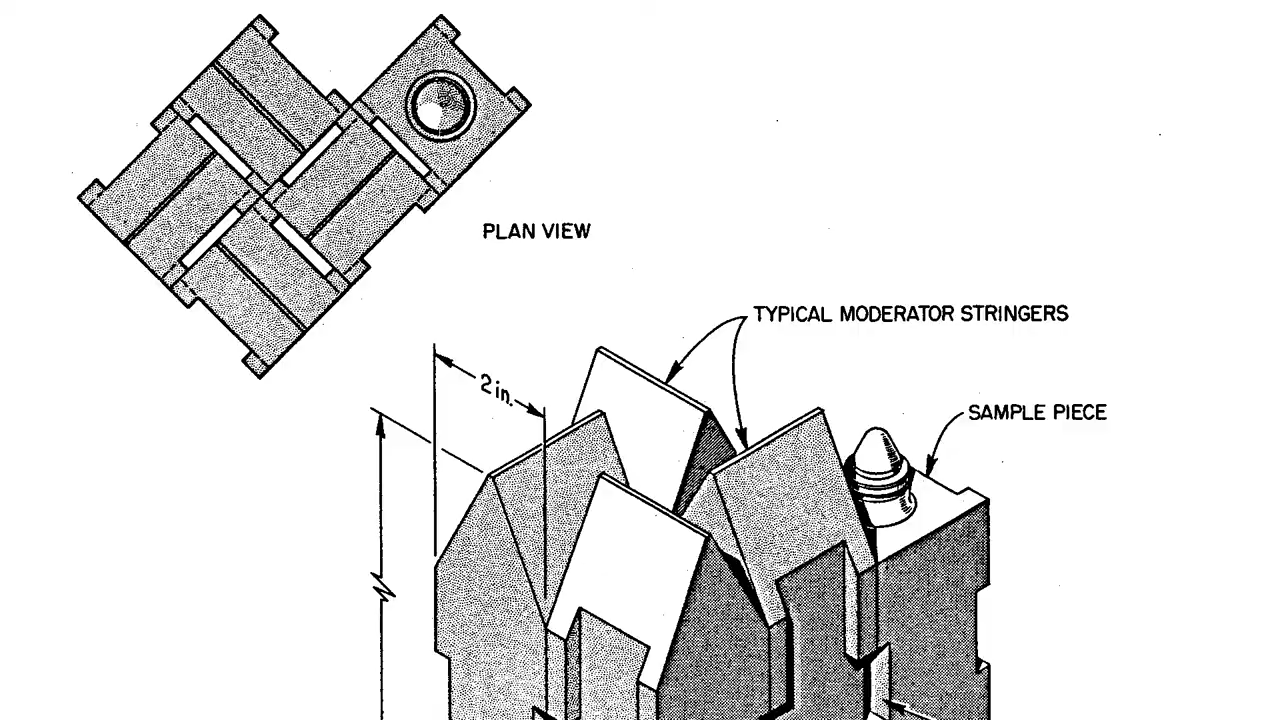 PLAN VIEW
TYPICAL MODERATOR STRINGERS
2 in.
SAMPLE PIECE